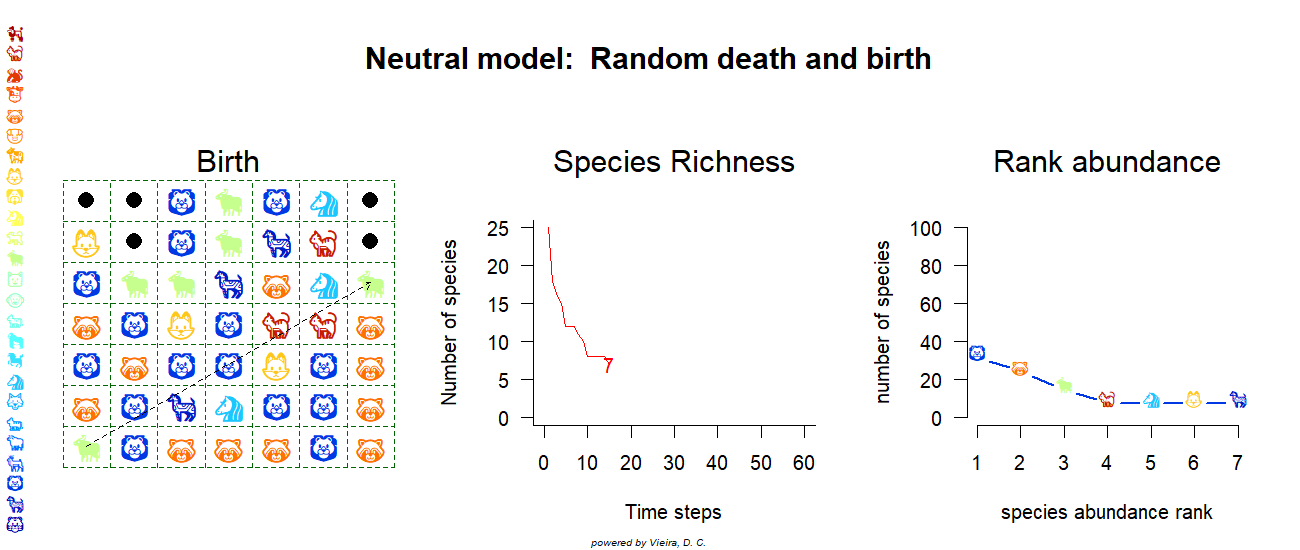 Neutral model:  Random death and birth
Birth
Species Richness
Number of species
25
20
15
10
5
0
7
0 10 20 30 40 50 60
Time steps
Rank abundance
number of species
100
80
60
40
20
0
1 2 3 4 5 6 7
species abundance rank
powered by Vieira, D. C.